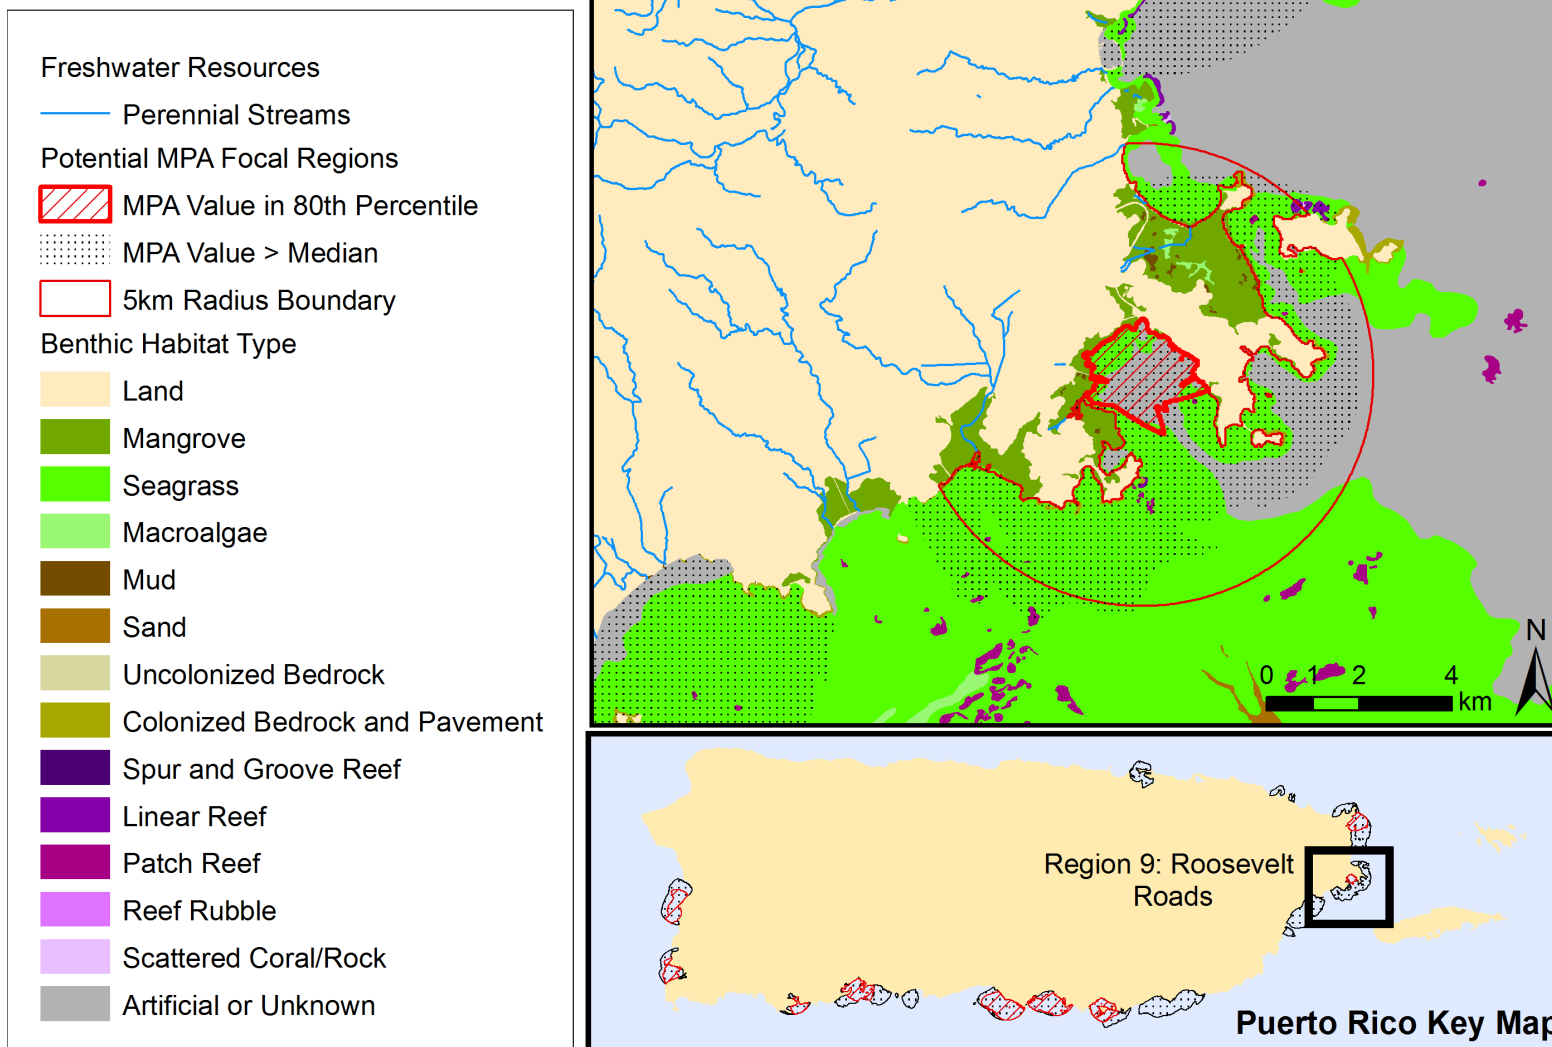 Freshwater Resources
Perennial Streams
Potential MPA Focal Regions
MPA Value in 80th Percentile
MPA Value > Median
5km Radius Boundary
Benthic Habitat Type
Land
Mangrove
Seagrass
Macroalgae
Mud
Sand
Uncolonized Bedrock
Colonized Bedrock and Pavement
Spur and Groove Reef
Linear Reef
Patch Reef
Reef Rubble
Scattered Coral/Rock
Artificial or Unknown
N
0 1 2 4
km
Region 9: Roosevelt
Roads
Puerto Rico Key Map